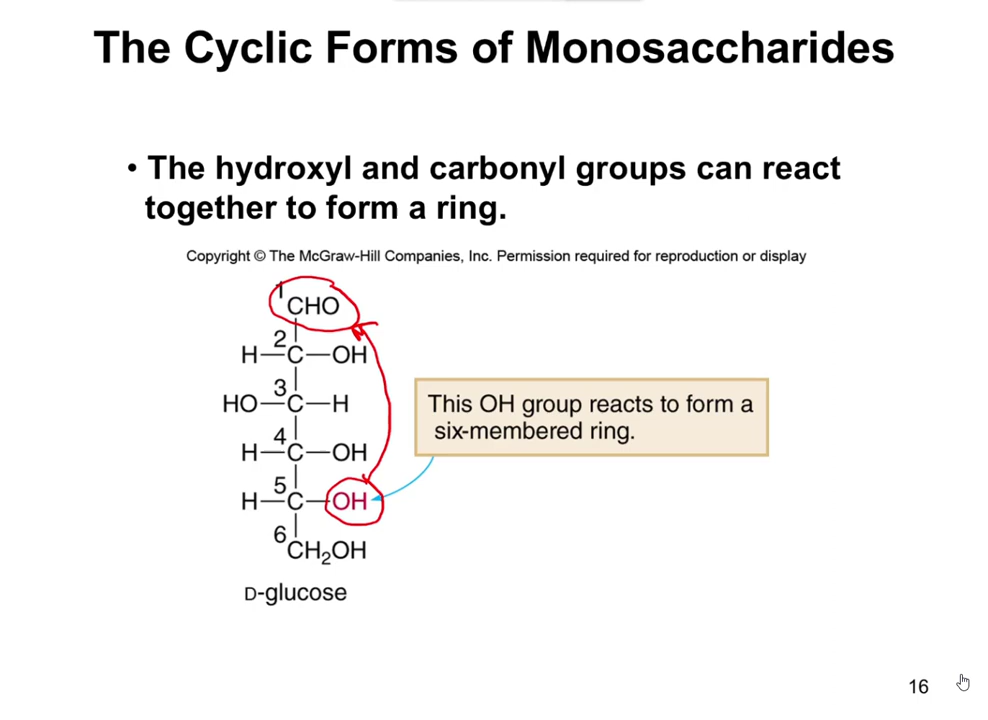 The Cyclic Forms of Monosaccharides
• The hydroxyl and carbonyl groups can react
together to form a ring.
Copyright © The McGraw-Hill Companies, Inc. Permission required for reproduction or display
1
CHO
2
H—C—OH
3
HO—C—H
4
H—C—OH
5
H—C—OH
6
CH₂OH
D-glucose
This OH group reacts to form a
six-membered ring.
16